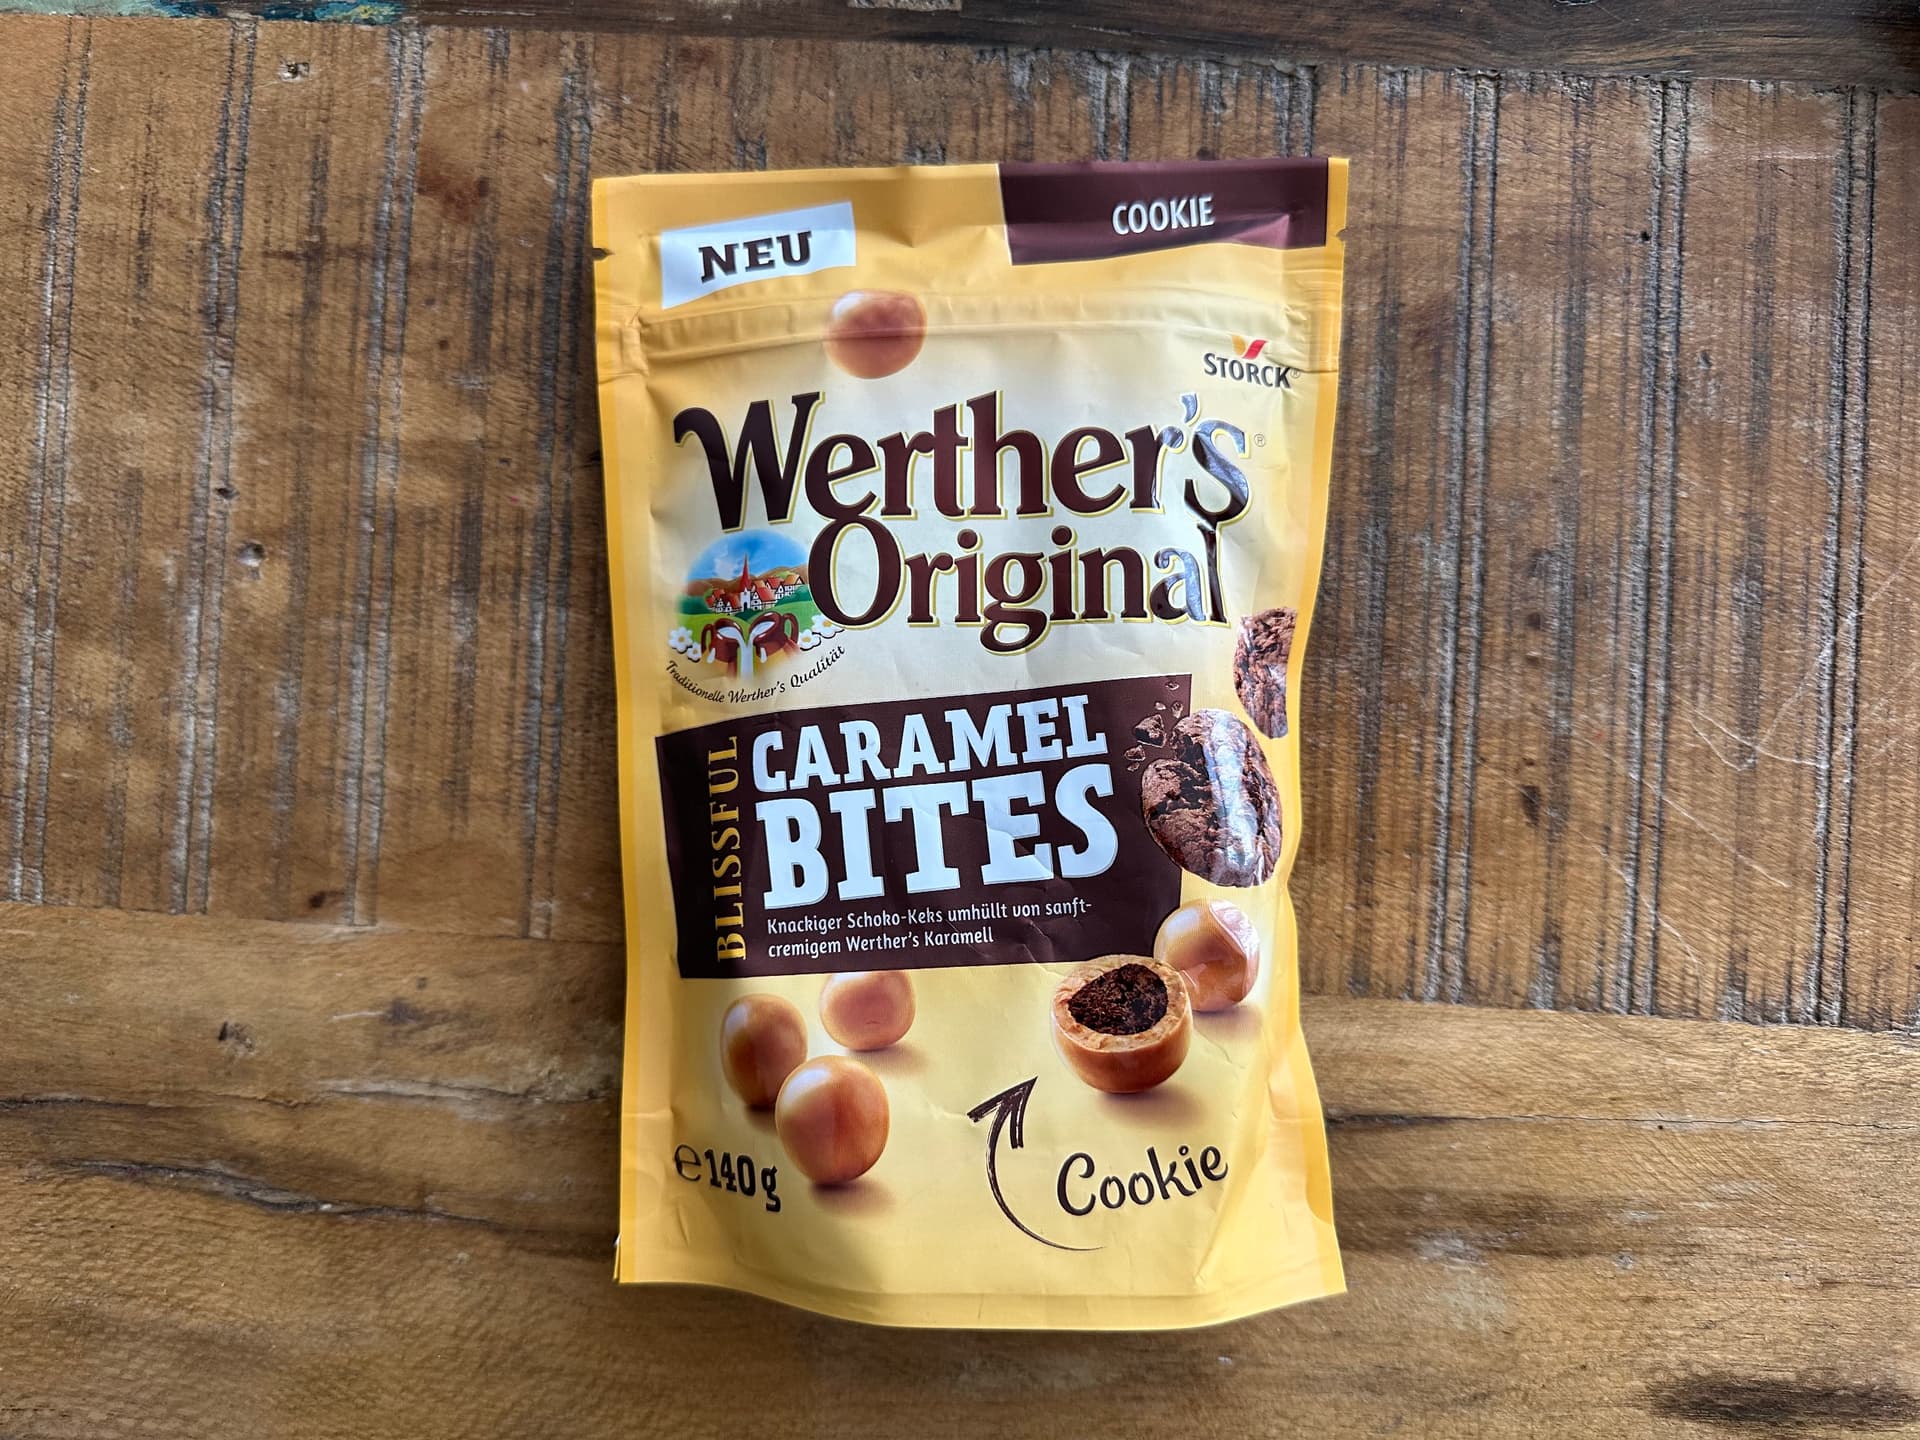 NEU
COOKIE
STORCK®
Werther's®
Original
Traditionelle Werther's Qualität
BLISSFUL
CARAMEL
BITES
Knackiger Schoko-Keks umhüllt von sanft-
cremigem Werther's Karamell
℮140g
Cookie